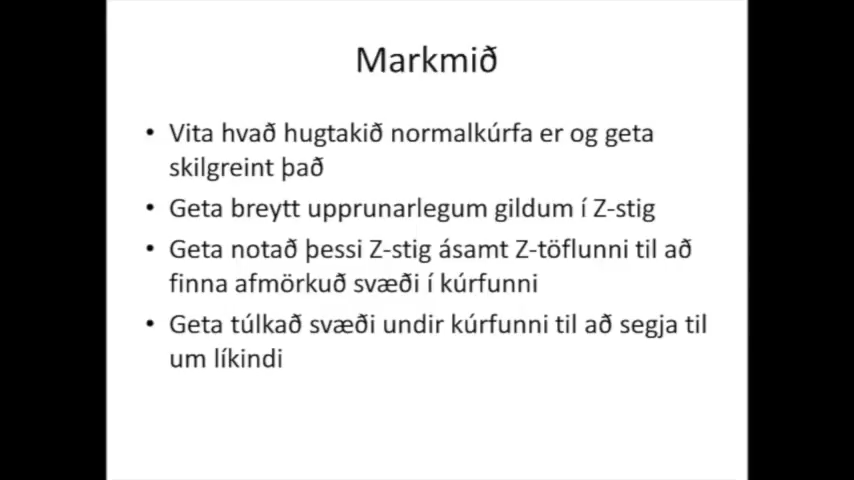 Markmið
• Vita hvað hugtakið normalkúrfa er og geta
skilgreint það
• Geta breytt upprunarlegum gildum í Z-stig
• Geta notað þessi Z-stig ásamt Z-töflunni til að
finna afmörkuð svæði í kúrfunni
• Geta túlkað svæði undir kúrfunni til að segja til
um líkindi